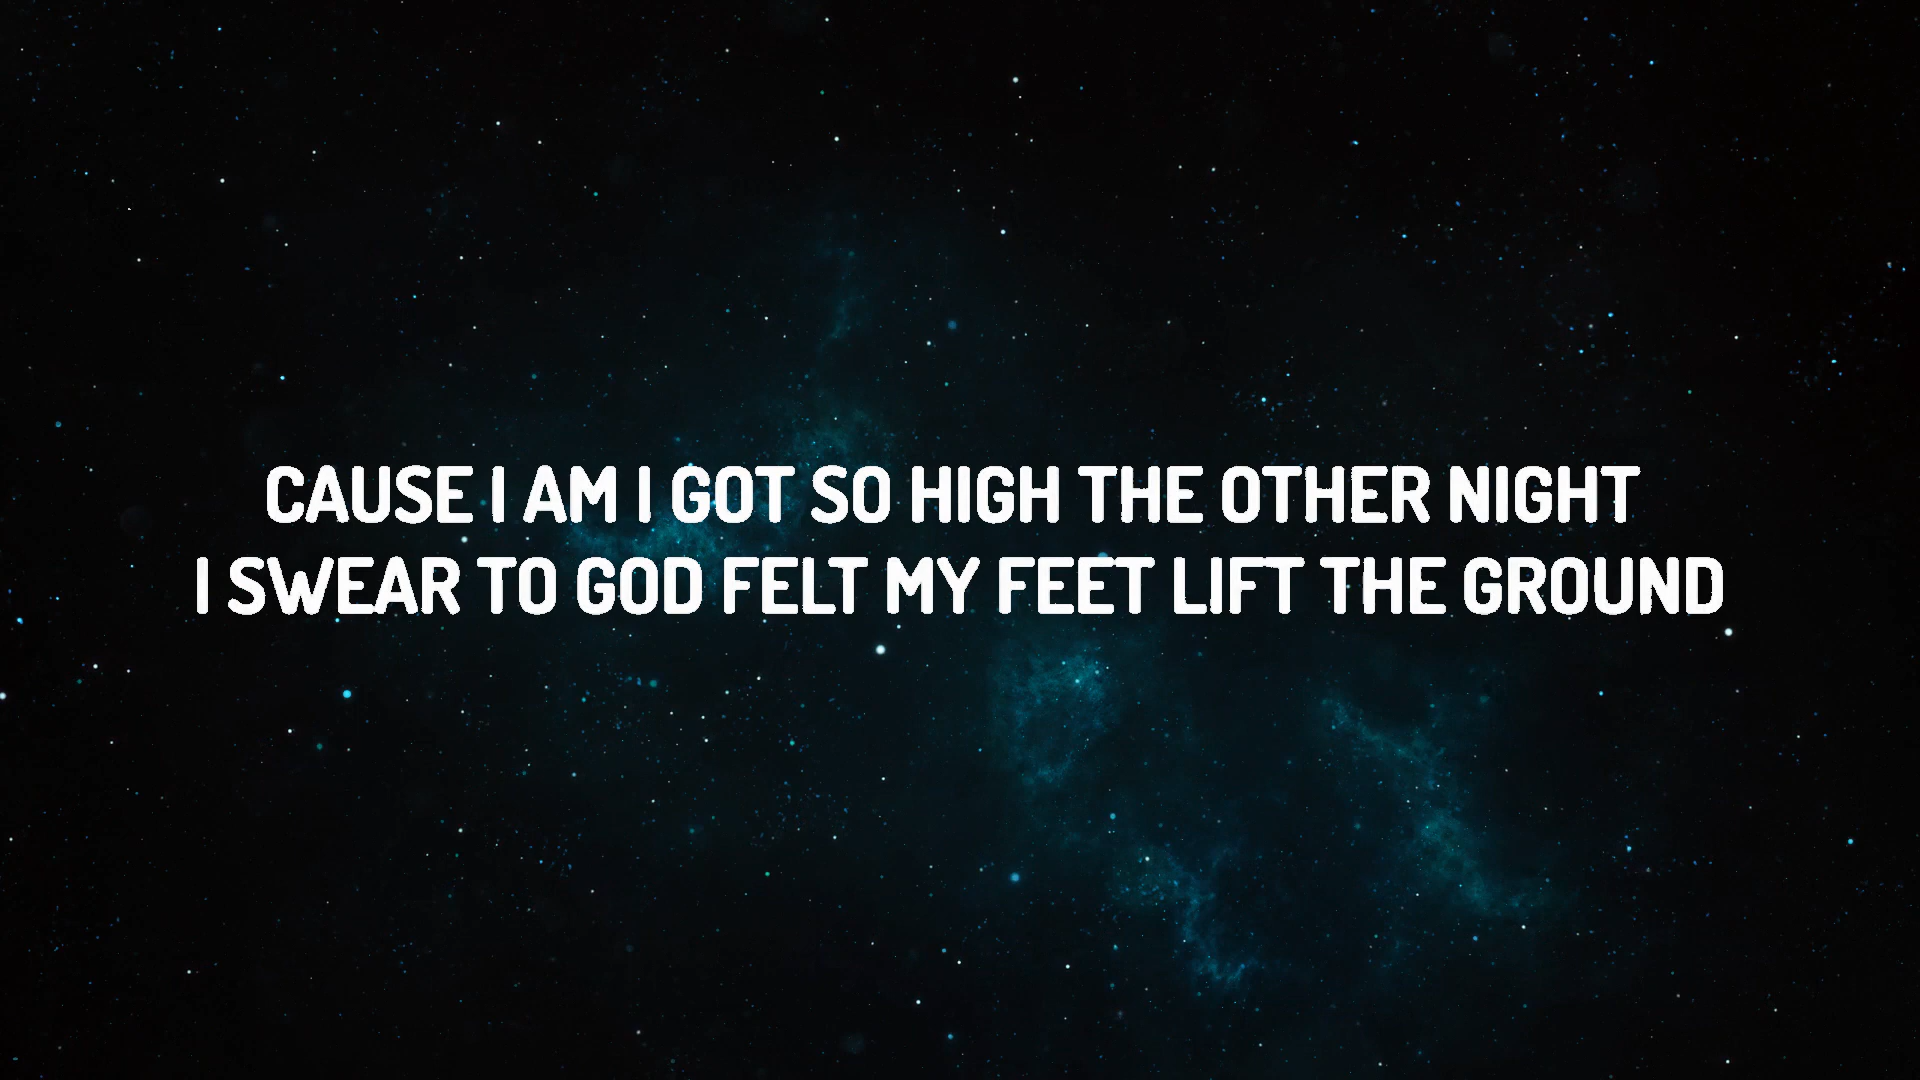 CAUSE I AM I GOT SO HIGH THE OTHER NIGHT
I SWEAR TO GOD FELT MY FEET LIFT THE GROUND